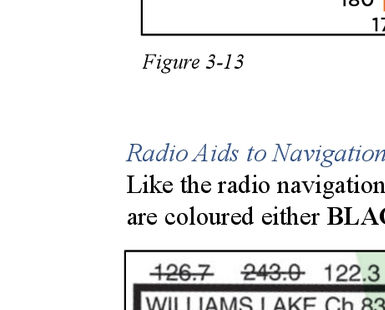 180
17
Figure 3-13
Radio Aids to Navigation
Like the radio navigation
are coloured either BLAC
126.7 243.0 122.3
WILLIAMS LAKE Ch 83